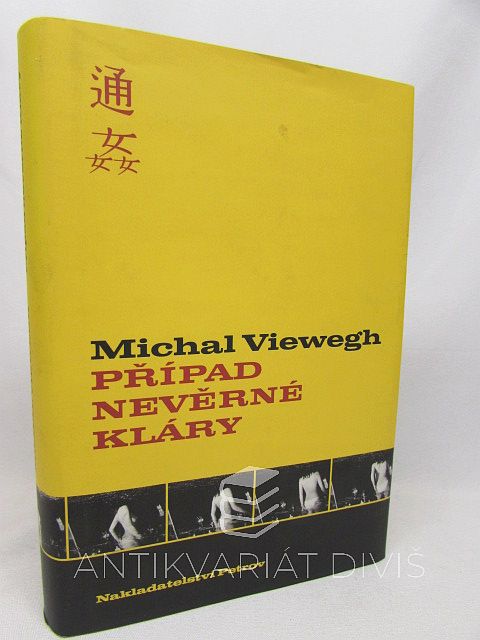 通
姦
Michal Viewegh
PŘÍPAD
NEVĚRNÉ
KLÁRY
ANTIKVARIÁT DIVIŠ
Nakladatelství Petrov